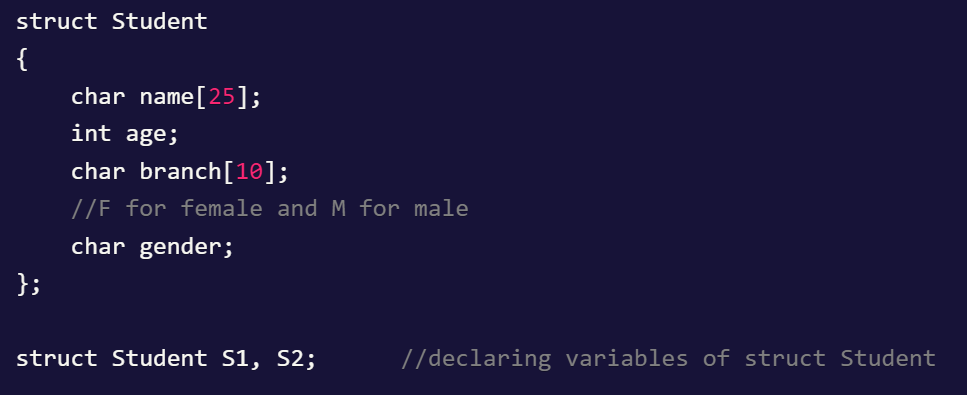 struct Student
{
    char name[25];
    int age;
    char branch[10];
    //F for female and M for male
    char gender;
};
struct Student S1, S2;      //declaring variables of struct Student